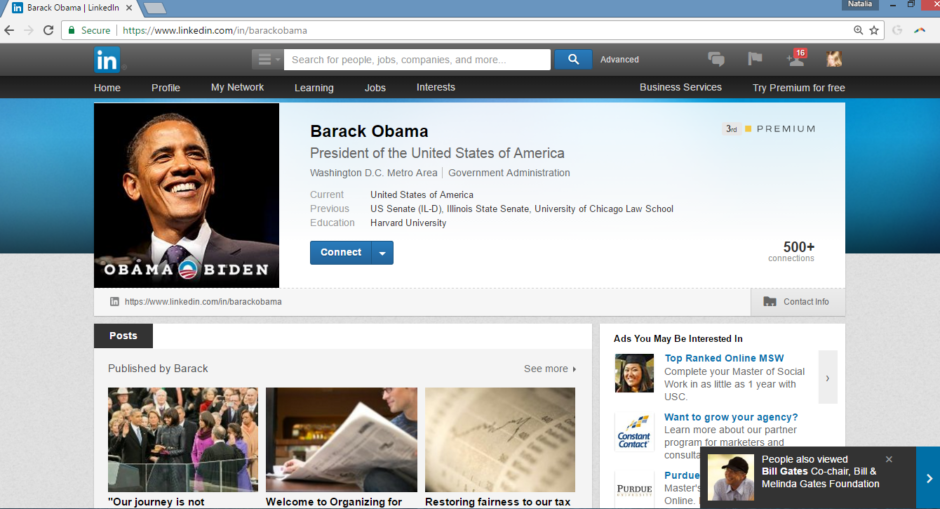 Barack Obama | LinkedIn
Natalia
Secure | https://www.linkedin.com/in/barackobama
in
Search for people, jobs, companies, and more...
Advanced
16
Home Profile My Network Learning Jobs Interests Business Services Try Premium for free
Barack Obama
3rd PREMIUM
President of the United States of America
Washington D.C. Metro Area | Government Administration
Current United States of America
Previous US Senate (IL-D), Illinois State Senate, University of Chicago Law School
Education Harvard University
Connect
500+
connections
OBAMA BIDEN
https://www.linkedin.com/in/barackobama
Contact Info
Posts
Published by Barack
See more
"Our journey is not
Welcome to Organizing for
Restoring fairness to our tax
Ads You May Be Interested In
Top Ranked Online MSW
Complete your Master of Social
Work in as little as 1 year with
USC.
Constant Contact
Want to grow your agency?
Learn more about our partner
program for marketers and
consulta
PURDUE
Purdue
Master's
Online.
People also viewed
Bill Gates Co-chair, Bill &
Melinda Gates Foundation